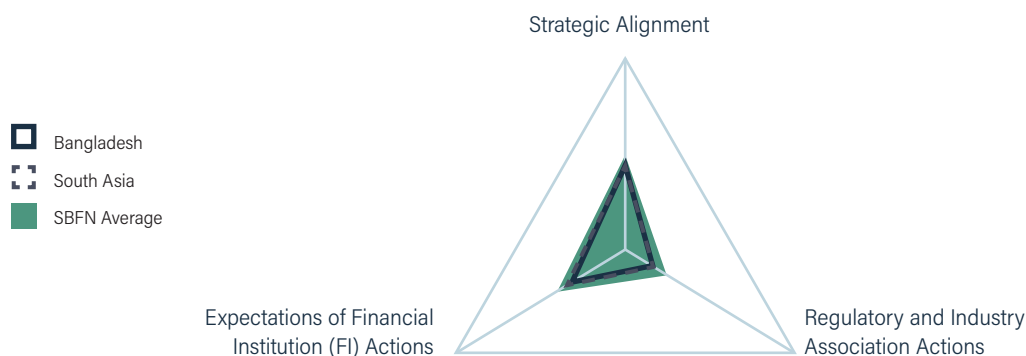 Strategic Alignment
Bangladesh
South Asia
SBFN Average
Expectations of Financial
Institution (FI) Actions
Regulatory and Industry
Association Actions